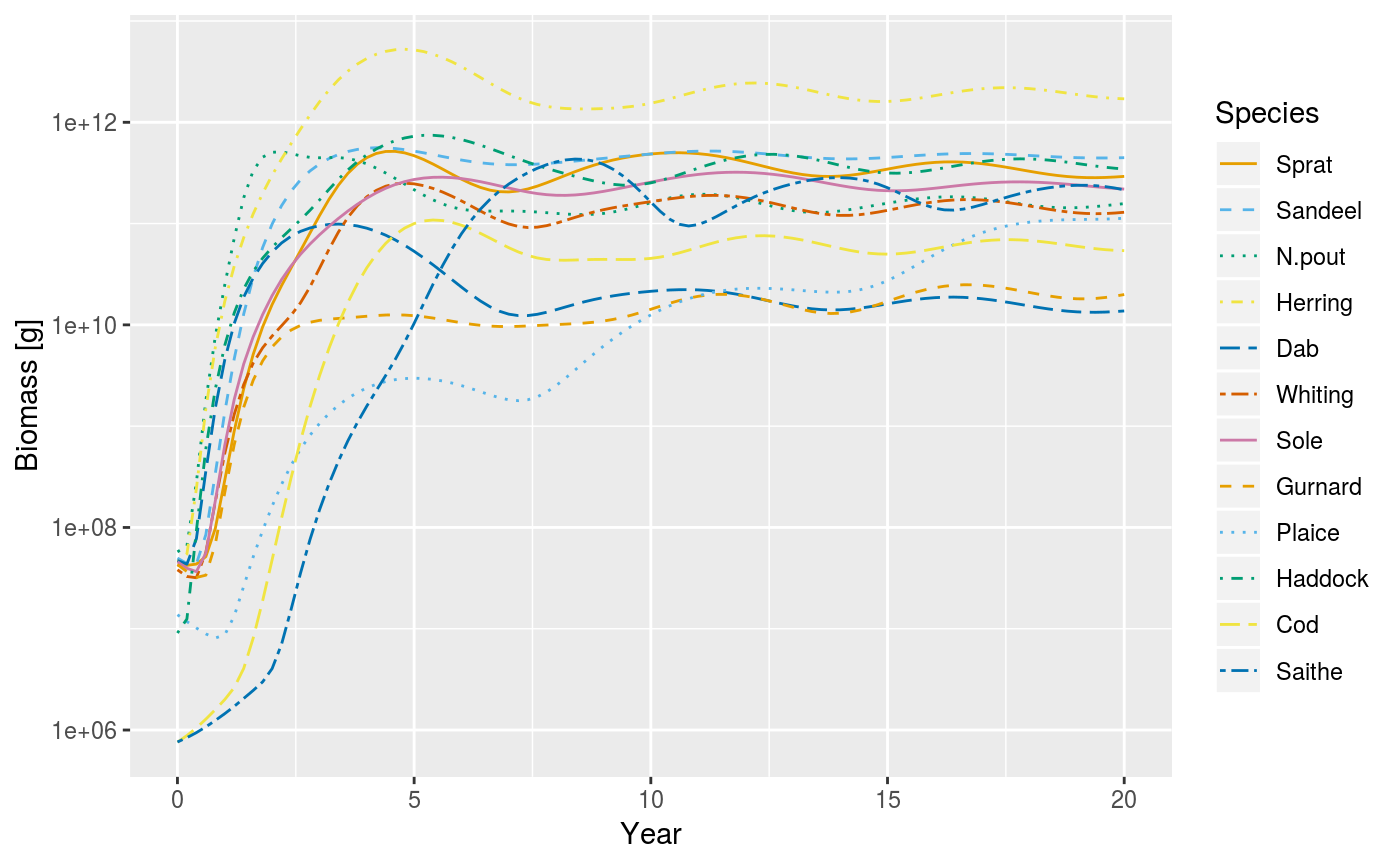 1e+12
1e+10
1e+08
1e+06
Biomass [g]
0 5 10 15 20
Year
Species
Sprat
Sandeel
N.pout
Herring
Dab
Whiting
Sole
Gurnard
Plaice
Haddock
Cod
Saithe